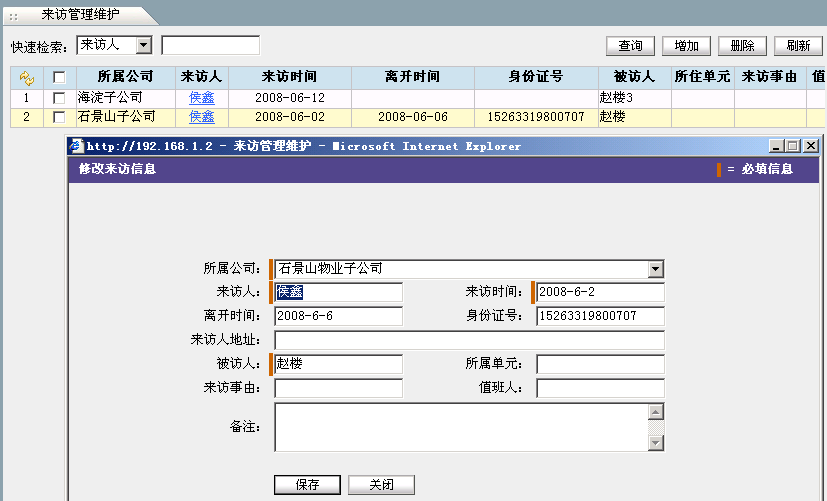 来访管理维护
快速检索： 来访人 查询 增加 删除 刷新
所属公司 来访人 来访时间 离开时间 身份证号 被访人 所住单元 来访事由 值
1 海淀子公司 侯鑫 2008-06-12 赵楼3
2 石景山子公司 侯鑫 2008-06-02 2008-06-06 15263319800707 赵楼
http://192.168.1.2 - 来访管理维护 - Microsoft Internet Explorer
修改来访信息 = 必填信息
所属公司： 石景山物业子公司
来访人： 侯鑫 来访时间： 2008-6-2
离开时间： 2008-6-6 身份证号： 15263319800707
来访人地址：
被访人： 赵楼 所属单元：
来访事由： 值班人：
备注：
保存 关闭